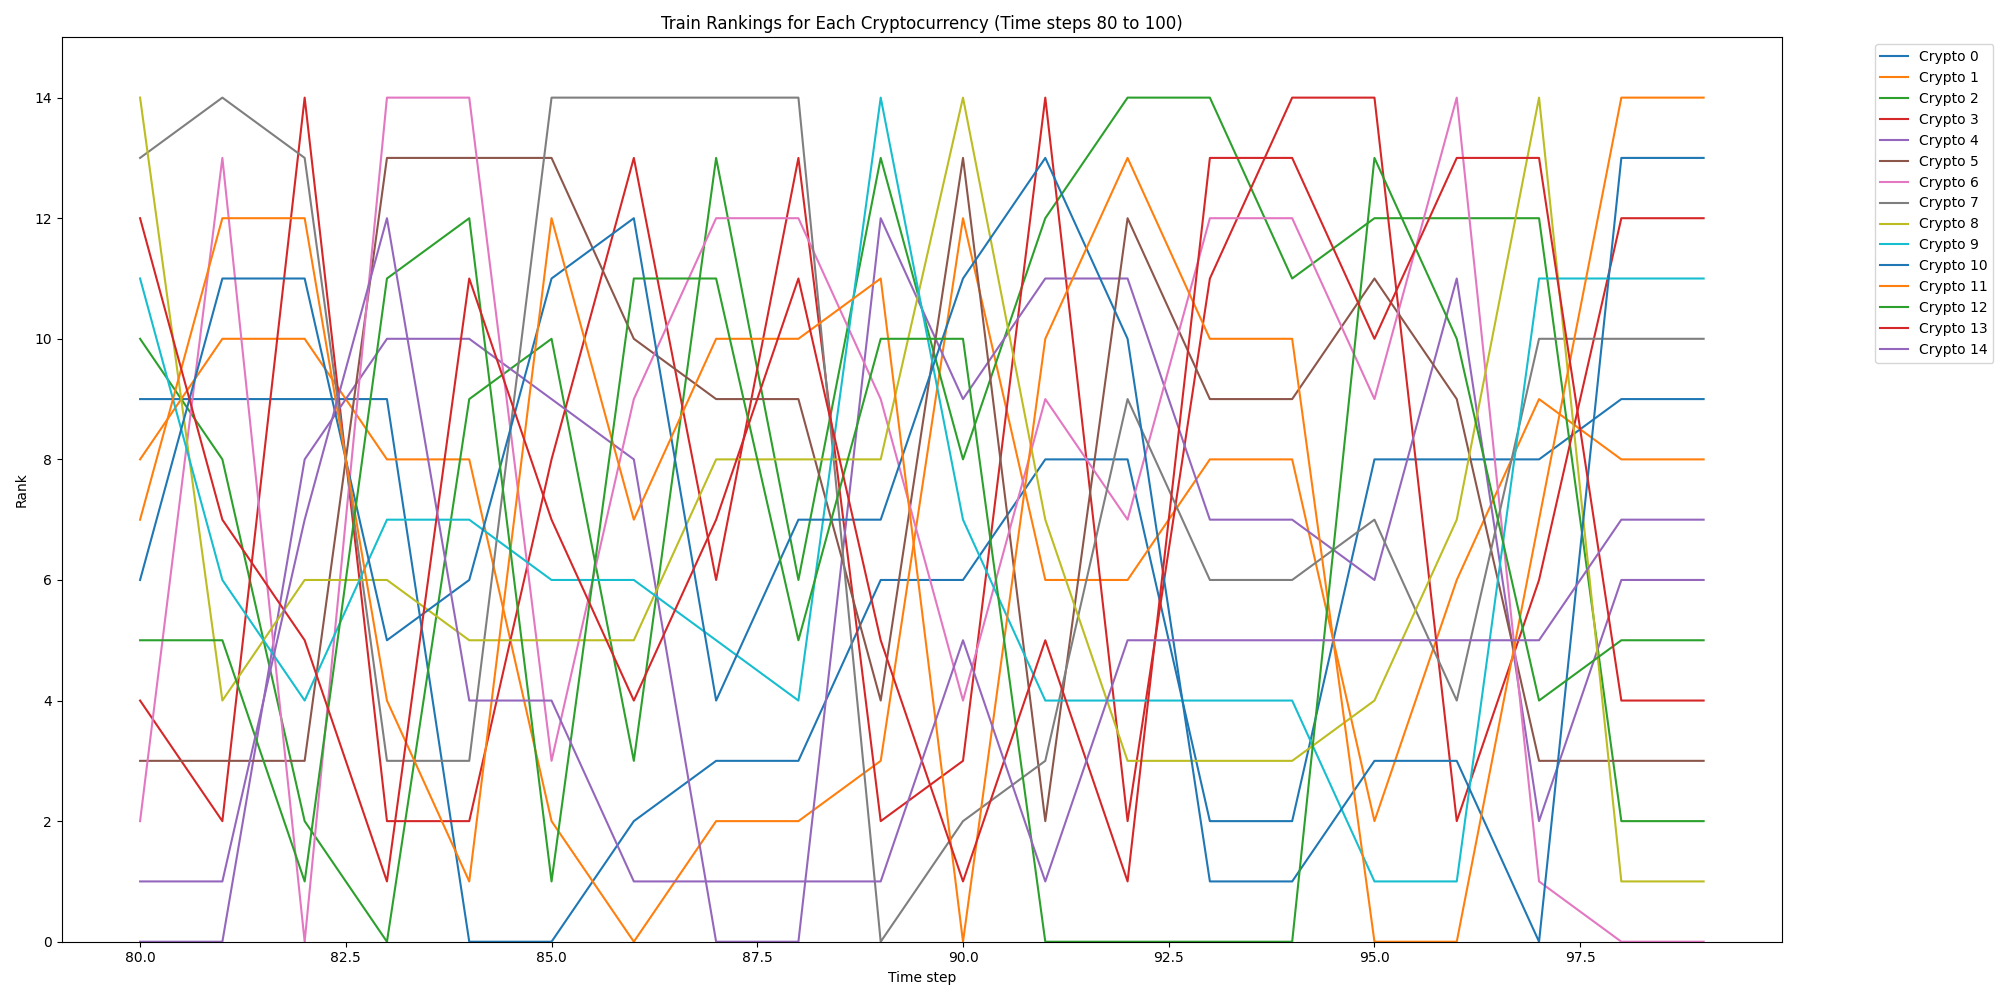 Train Rankings for Each Cryptocurrency (Time steps 80 to 100)
Crypto 0
Crypto 1
Crypto 2
Crypto 3
Crypto 4
Crypto 5
Crypto 6
Crypto 7
Crypto 8
Crypto 9
Crypto 10
Crypto 11
Crypto 12
Crypto 13
Crypto 14
Rank
14
12
10
8
6
4
2
0
80.0
82.5
85.0
87.5
90.0
92.5
95.0
97.5
Time step